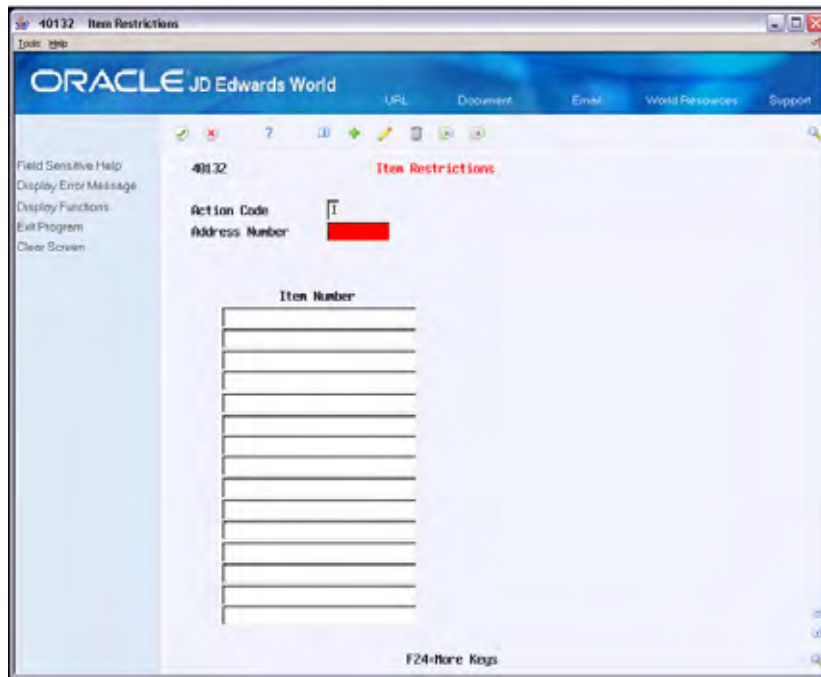 40132 Item Restrictions
Tools Help
ORACLE JD Edwards World
URL Document Email World Resources Support
?
Field Sensitive Help
Display Error Message
Display Functions
Exit Program
Clear Screen
40132 Item Restrictions
Action Code I
Address Number
Item Number
F24=More Keys